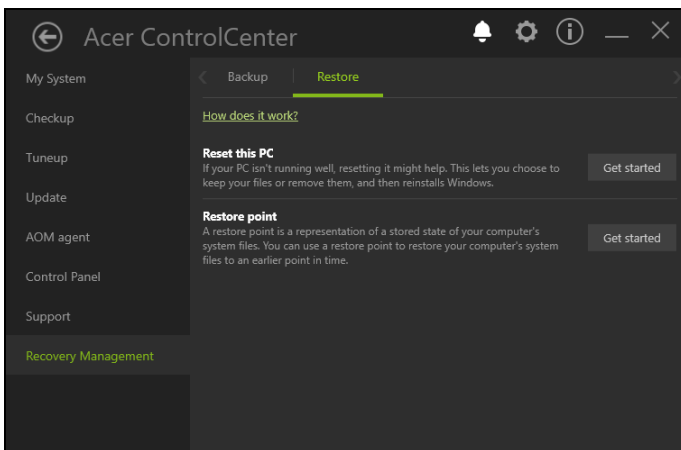 Acer ControlCenter
My System
Checkup
Tuneup
Update
AOM agent
Control Panel
Support
Recovery Management
Backup
Restore
How does it work?
Reset this PC
If your PC isn't running well, resetting it might help. This lets you choose to
keep your files or remove them, and then reinstalls Windows.
Get started
Restore point
A restore point is a representation of a stored state of your computer's
system files. You can use a restore point to restore your computer's system
files to an earlier point in time.
Get started